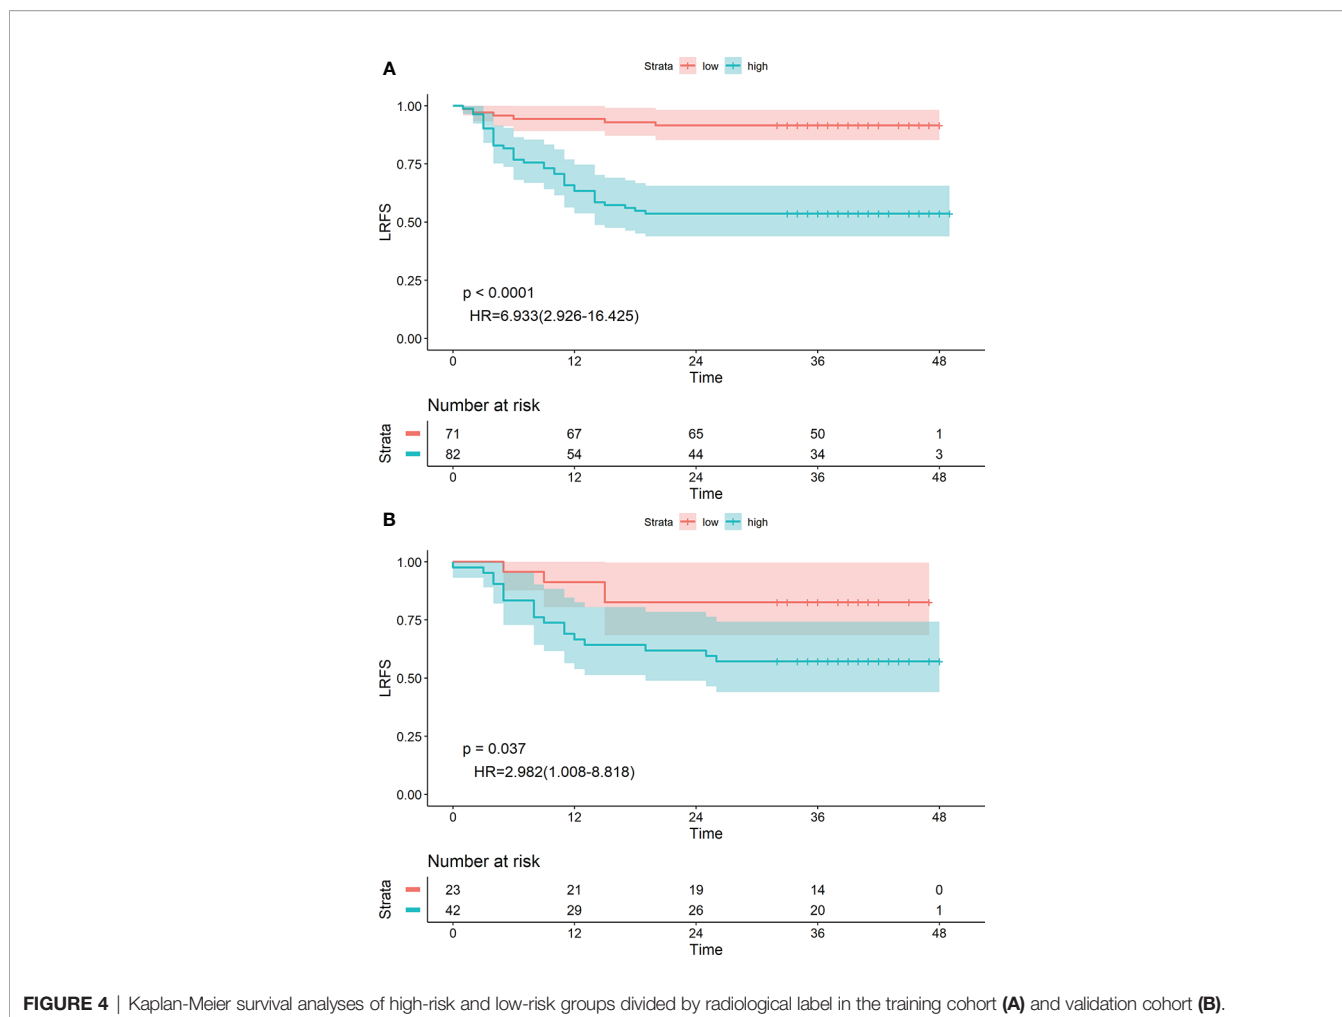 A
Strata low high
1.00
0.75
0.50
0.25
0.00
LRFS
p < 0.0001
HR=6.933(2.926-16.425)
0 12 24 36 48
Time
Number at risk
Strata
71 67 65 50 1
82 54 44 34 3
0 12 24 36 48
Time
B
Strata low high
1.00
0.75
0.50
0.25
0.00
LRFS
p = 0.037
HR=2.982(1.008-8.818)
0 12 24 36 48
Time
Number at risk
Strata
23 21 19 14 0
42 29 26 20 1
0 12 24 36 48
Time
FIGURE 4 | Kaplan-Meier survival analyses of high-risk and low-risk groups divided by radiological label in the training cohort (A) and validation cohort (B).